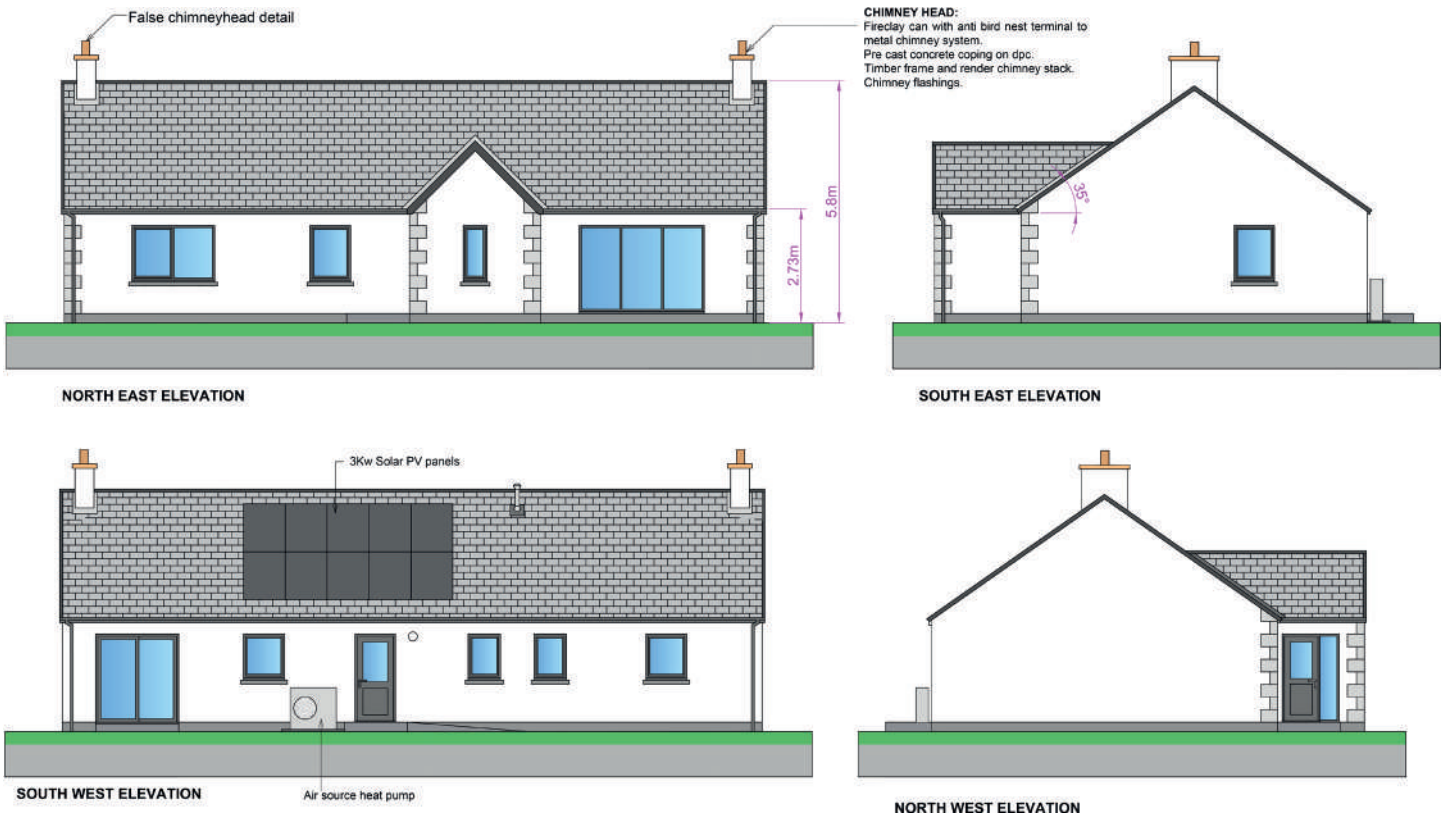 False chimneyhead detail
CHIMNEY HEAD:
Fireclay can with anti bird nest terminal to
metal chimney system.
Pre cast concrete coping on dpc.
Timber frame and render chimney stack.
Chimney flashings.
5.8m
2.73m
35°
NORTH EAST ELEVATION
SOUTH EAST ELEVATION
3Kw Solar PV panels
SOUTH WEST ELEVATION
Air source heat pump
NORTH WEST ELEVATION